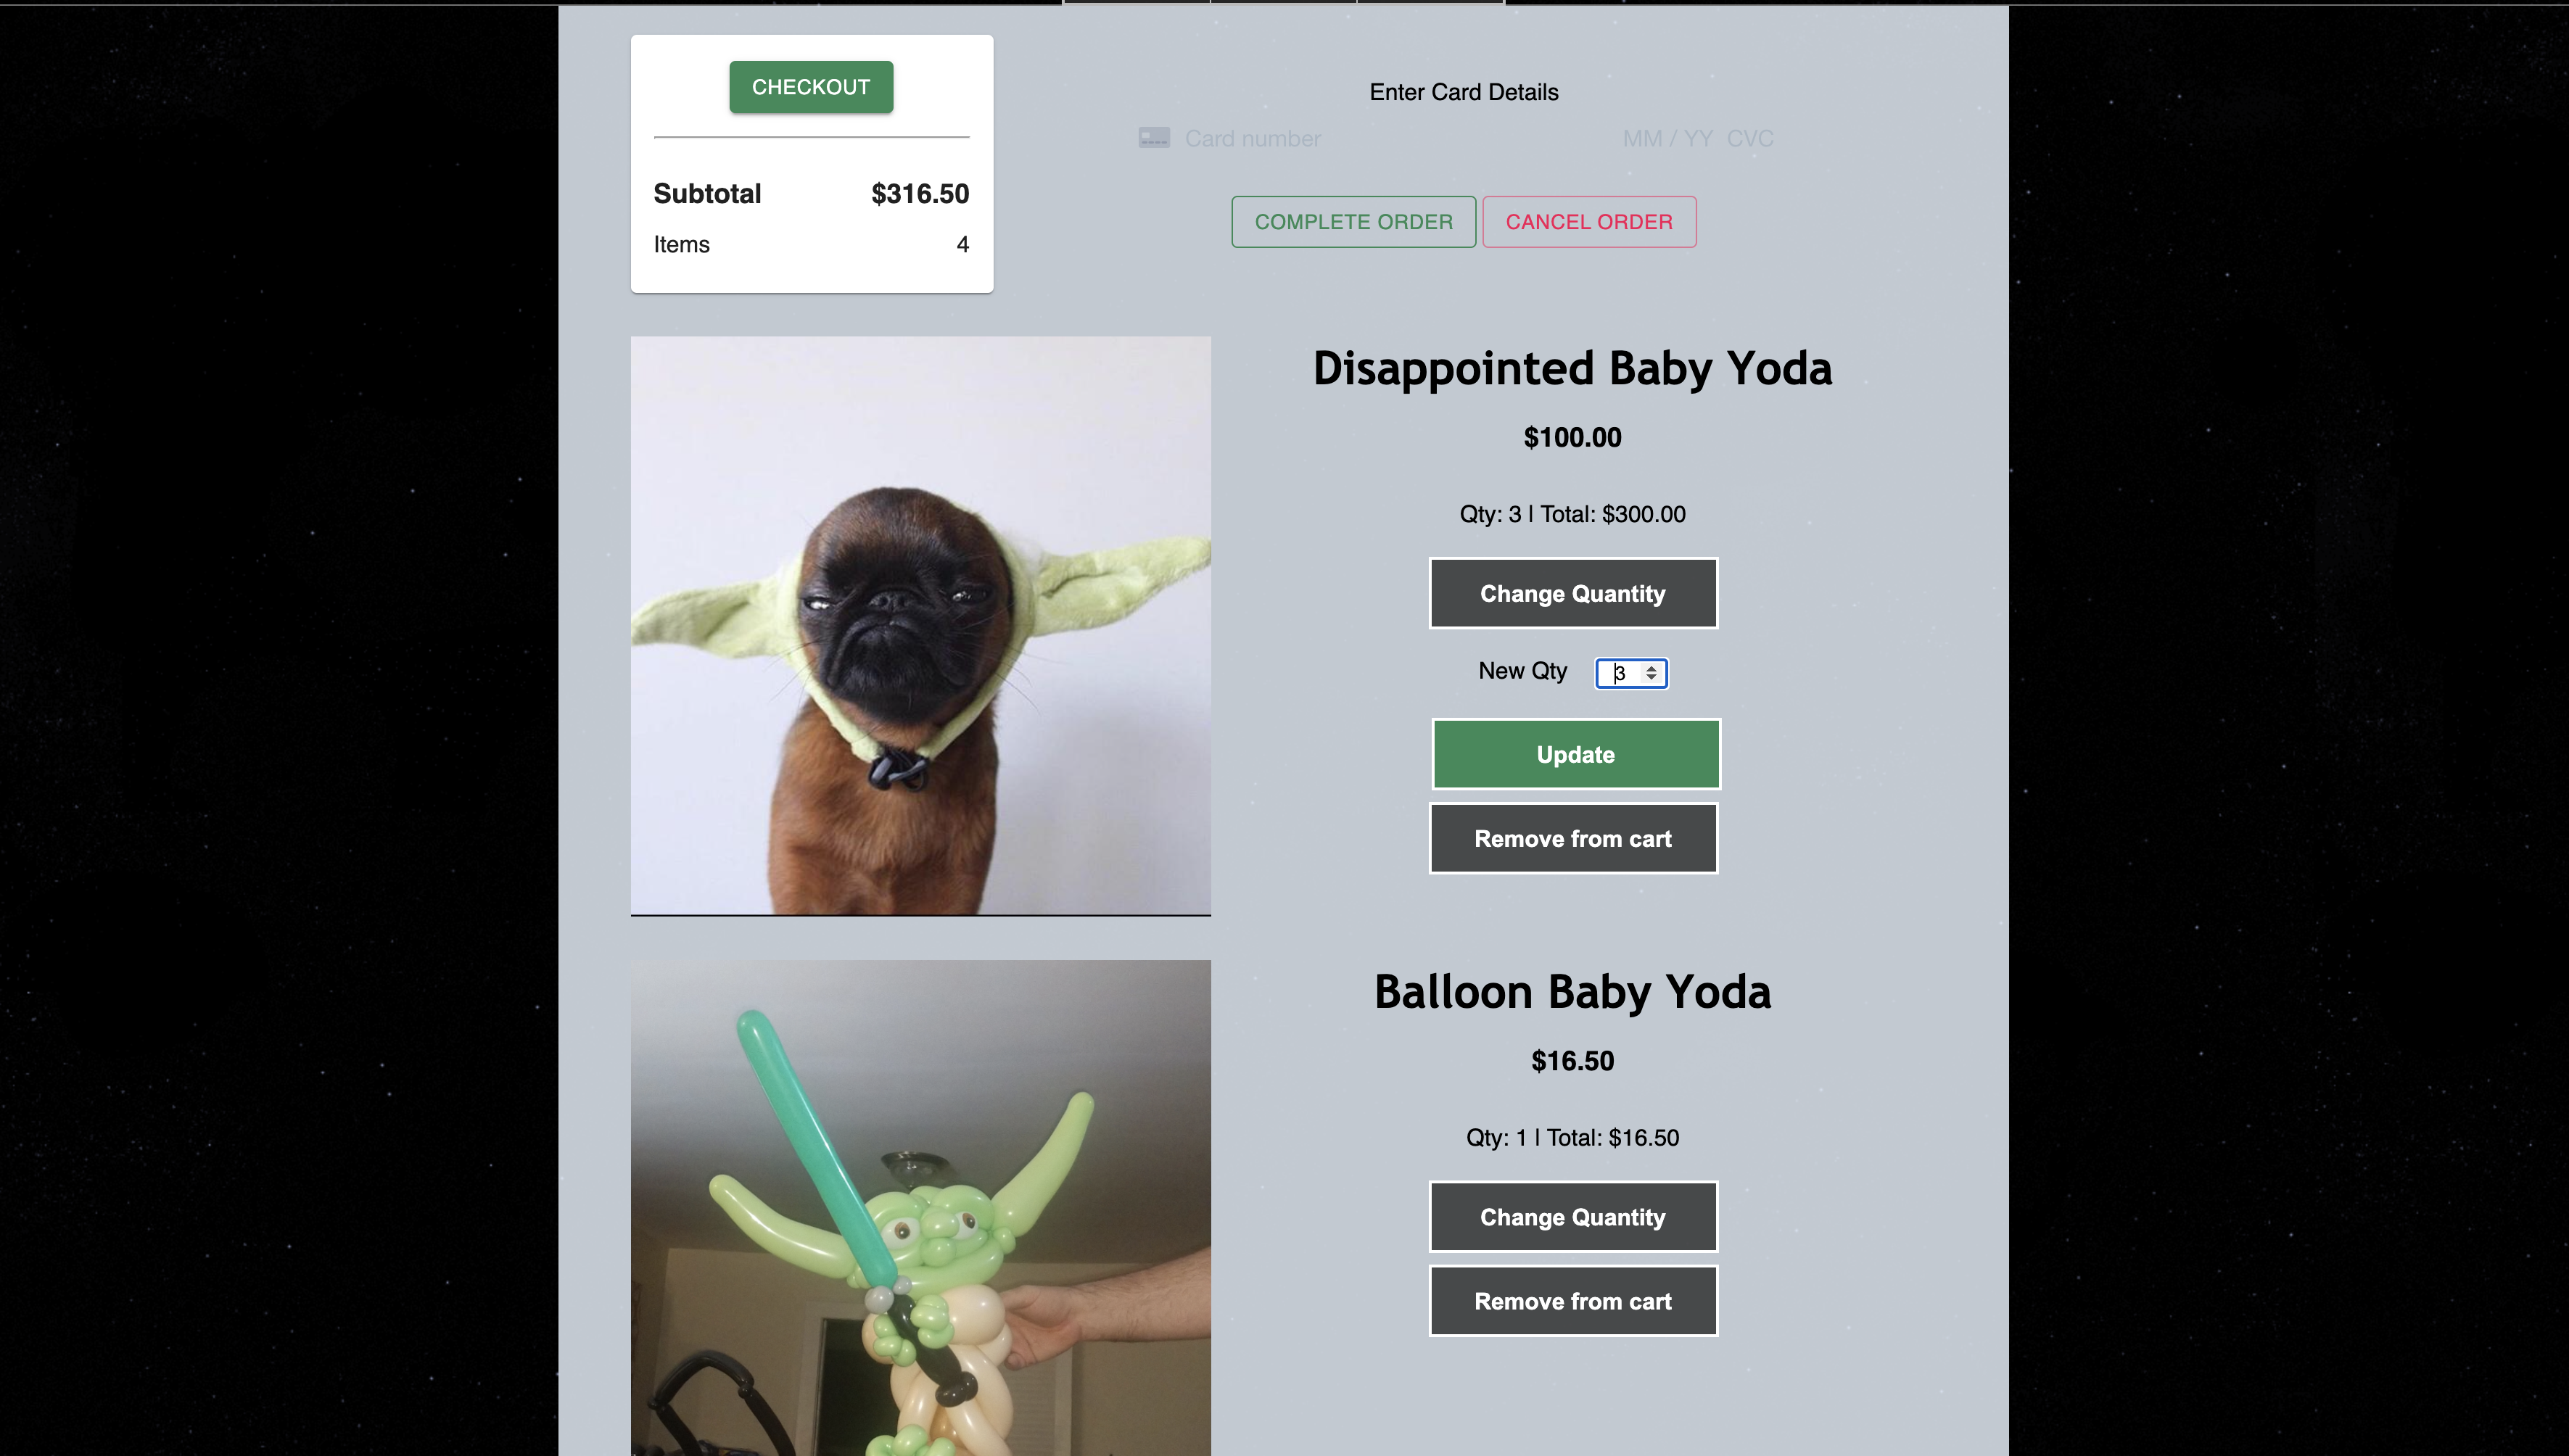 CHECKOUT
Subtotal $316.50
Items 4
Enter Card Details
Card number MM / YY CVC
COMPLETE ORDER CANCEL ORDER
Disappointed Baby Yoda
$100.00
Qty: 3 | Total: $300.00
Change Quantity
New Qty 3
Update
Remove from cart
Balloon Baby Yoda
$16.50
Qty: 1 | Total: $16.50
Change Quantity
Remove from cart